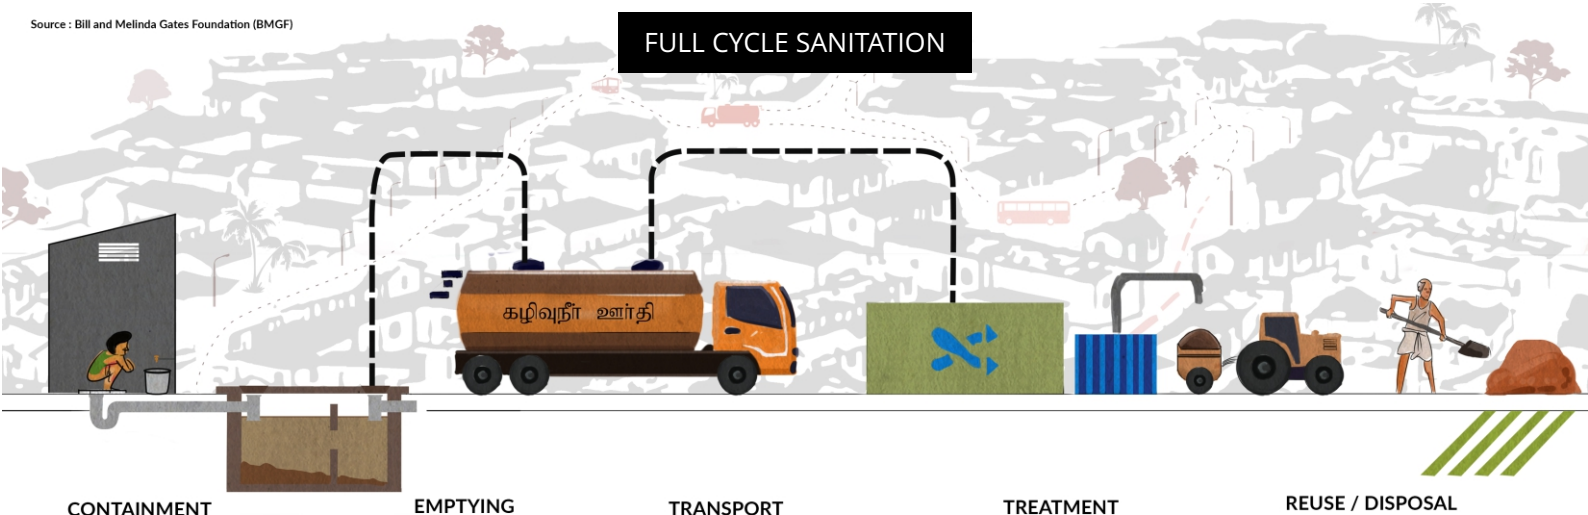 Source : Bill and Melinda Gates Foundation (BMGF)
FULL CYCLE SANITATION
கழிவுநீர் ஊர்தி
CONTAINMENT
EMPTYING
TRANSPORT
TREATMENT
REUSE / DISPOSAL